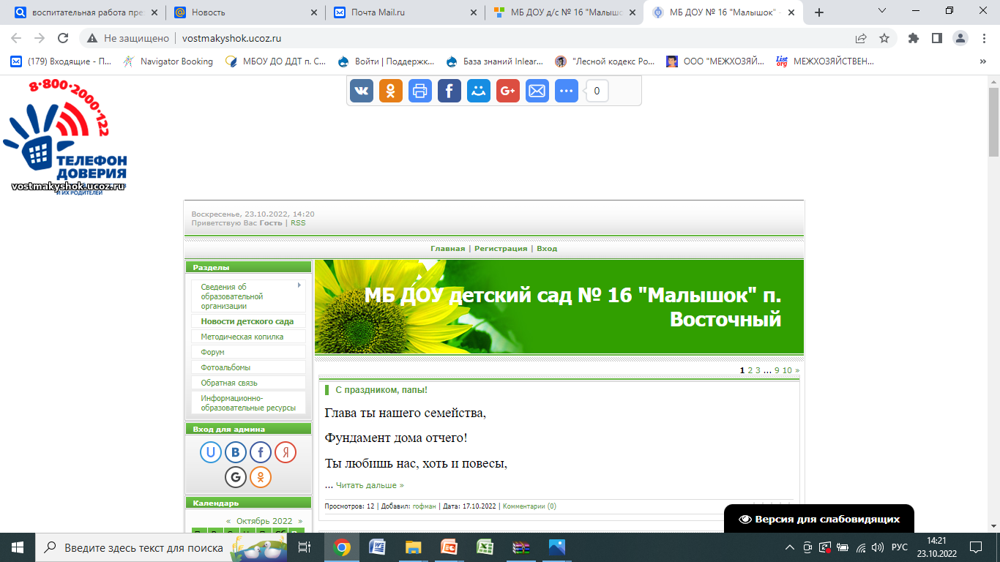 воспитательная работа пре
Новость
Почта Mail.ru
МБ ДОУ д/с № 16 "Малышо
МБ ДОУ № 16 "Малышок" -
Не защищено
vostmakyshok.ucoz.ru
(179) Входящие - П...
Navigator Booking
МБОУ ДО ДДТ п. С...
Войти | Поддержк...
База знаний Inlear...
"Лесной кодекс Ро...
ООО "МЕЖХОЗЯЙ...
List org
МЕЖХОЗЯЙСТВЕН...
»
8-800-2000-122
ТЕЛЕФОН
ДОВЕРИЯ
vostmakyshok.ucoz.ru
И ИХ РОДИТЕЛЕЙ
0
Воскресенье, 23.10.2022, 14:20
Приветствую Вас Гость | RSS
Главная | Регистрация | Вход
Разделы
Сведения об
образовательной
организации
Новости детского сада
Методическая копилка
Форум
Фотоальбомы
Обратная связь
Информационно-
образовательные ресурсы
Вход для админа
Календарь
« Октябрь 2022 »
МБ ДОУ детский сад № 16 "Малышок" п.
Восточный
1 2 3 ... 9 10 »
С праздником, папы!
Глава ты нашего семейства,
Фундамент дома отчего!
Ты любишь нас, хоть и повесы,
... Читать дальше »
Просмотров: 12 | Добавил: гофман | Дата: 17.10.2022 | Комментарии (0)
Версия для слабовидящих
Введите здесь текст для поиска
РУС
14:21
23.10.2022